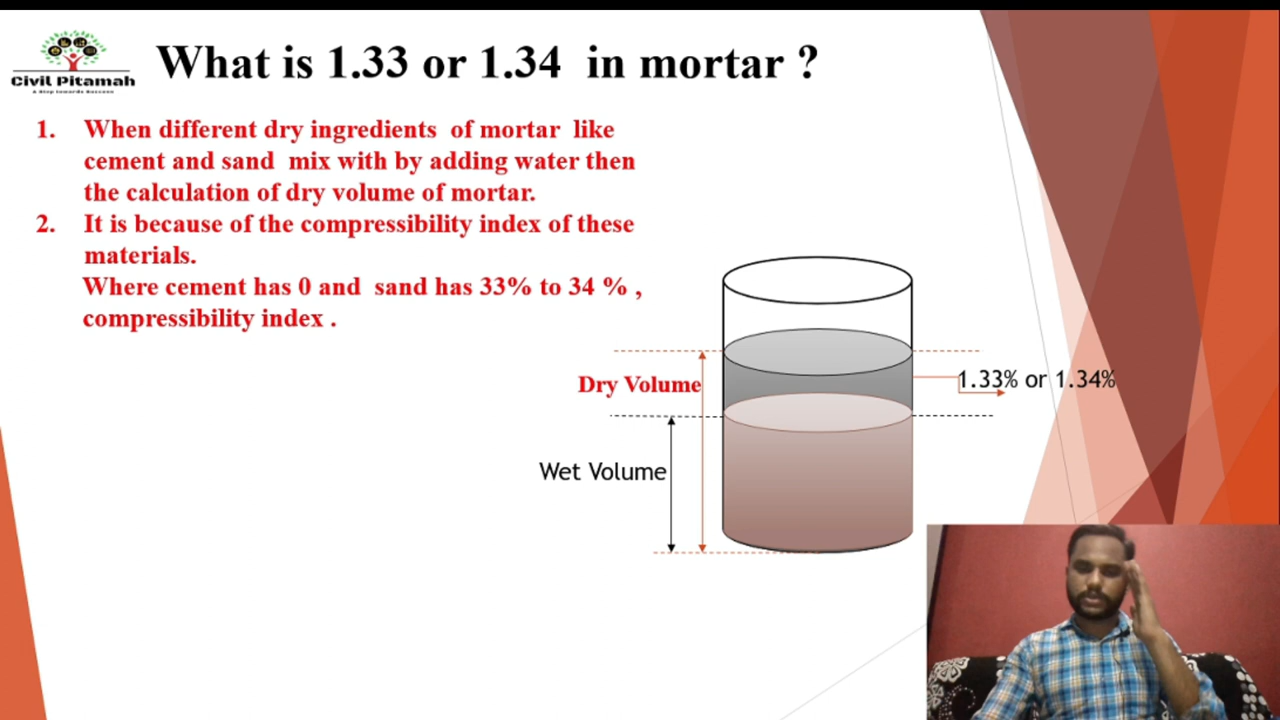 What is 1.33 or 1.34 in mortar ?
Civil Pitamah
A Step towards Success
1. When different dry ingredients of mortar like
cement and sand mix with by adding water then
the calculation of dry volume of mortar.
2. It is because of the compressibility index of these
materials.
Where cement has 0 and sand has 33% to 34 % ,
compressibility index .
Dry Volume
1.33% or 1.34%
Wet Volume